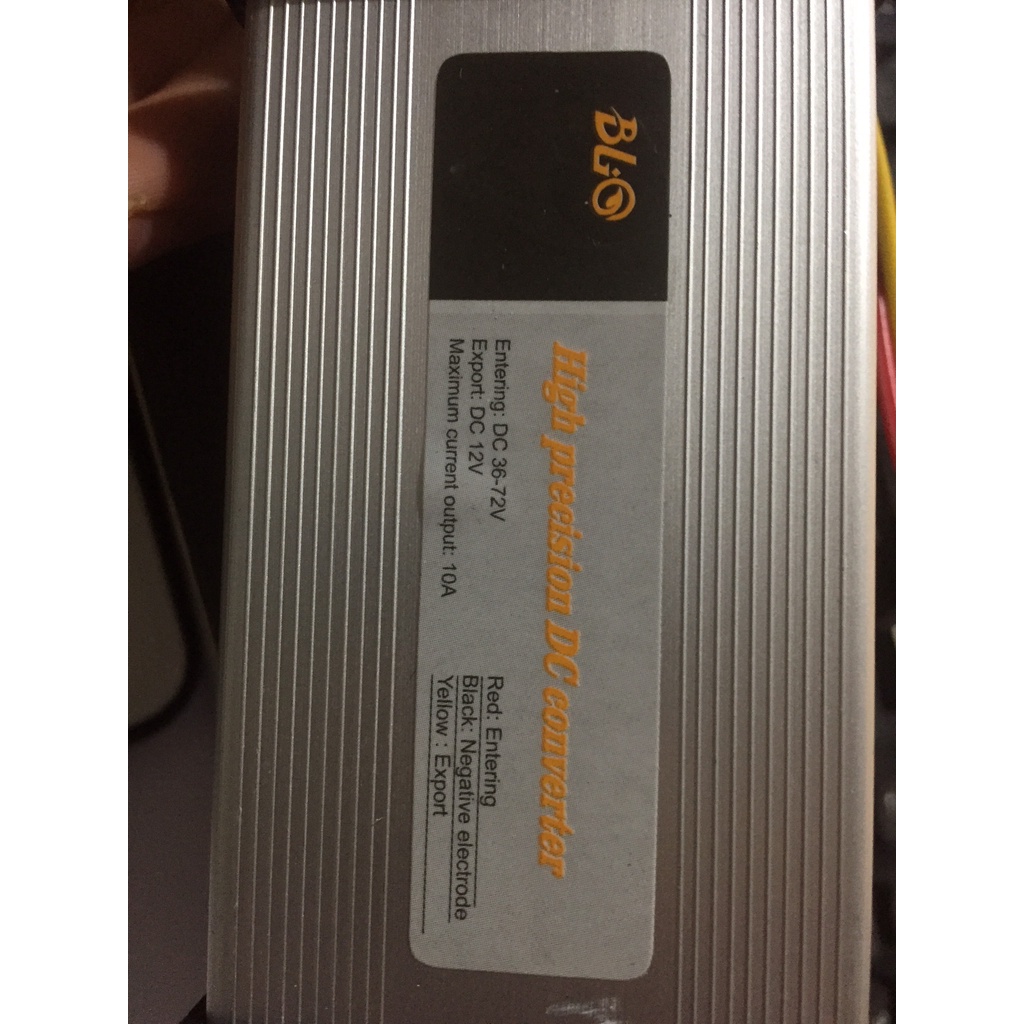 BLO
High precision DC converter
Entering: DC 36-72V
Export: DC 12V
Maximum current output: 10A
Red: Entering
Black: Negative electrode
Yellow : Export